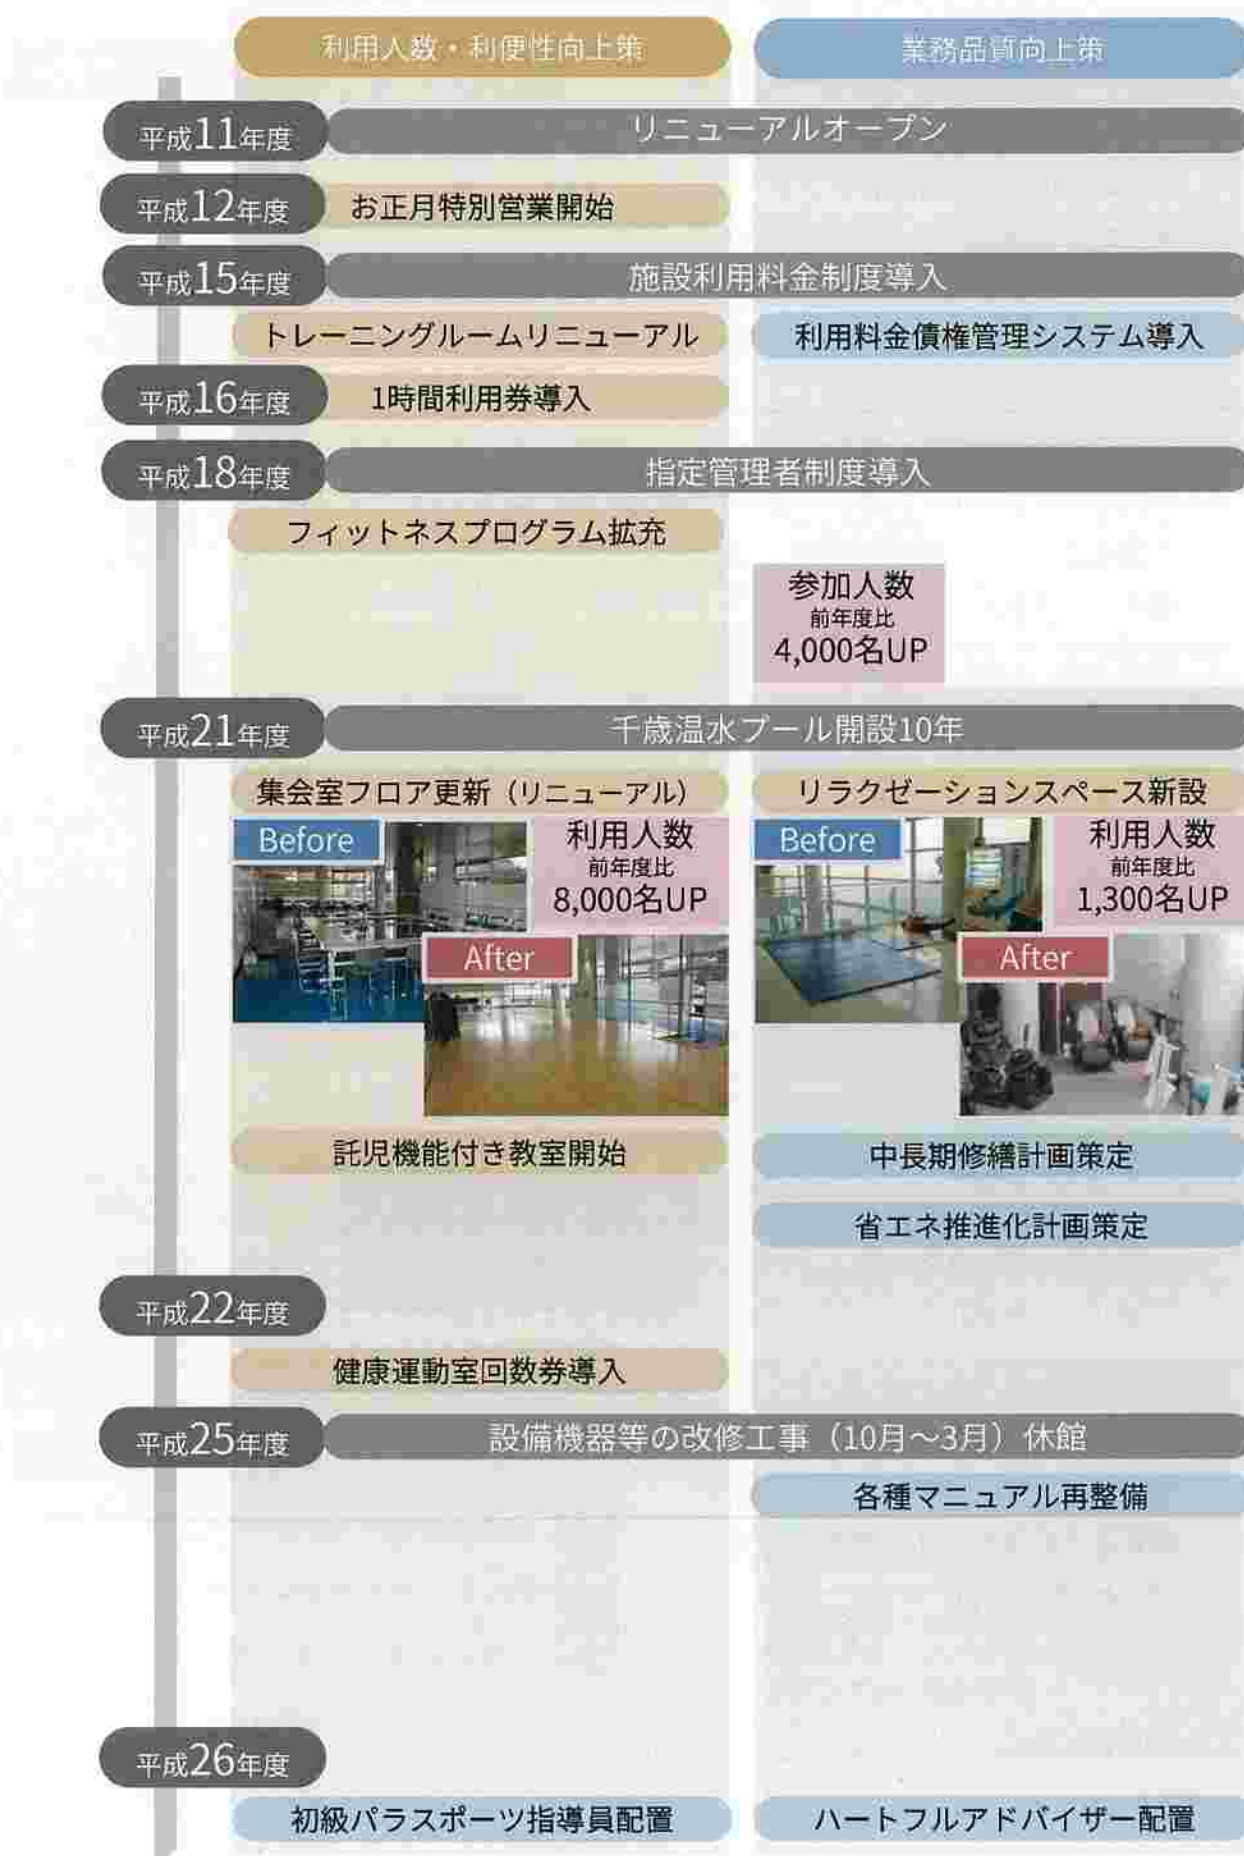 利用人数・利便性向上策
業務品質向上策
平成11年度
リニューアルオープン
平成12年度
お正月特別営業開始
平成15年度
施設利用料金制度導入
トレーニングルームリニューアル
利用料金債権管理システム導入
平成16年度
1時間利用券導入
平成18年度
指定管理者制度導入
フィットネスプログラム拡充
参加人数
前年度比
4,000名UP
平成21年度
千歳温水プール開設10年
集会室フロア更新（リニューアル）
リラクゼーションスペース新設
Before
利用人数
前年度比
8,000名UP
After
Before
利用人数
前年度比
1,300名UP
After
託児機能付き教室開始
中長期修繕計画策定
省エネ推進化計画策定
平成22年度
健康運動室回数券導入
平成25年度
設備機器等の改修工事（10月～3月）休館
各種マニュアル再整備
平成26年度
初級パラスポーツ指導員配置
ハートフルアドバイザー配置